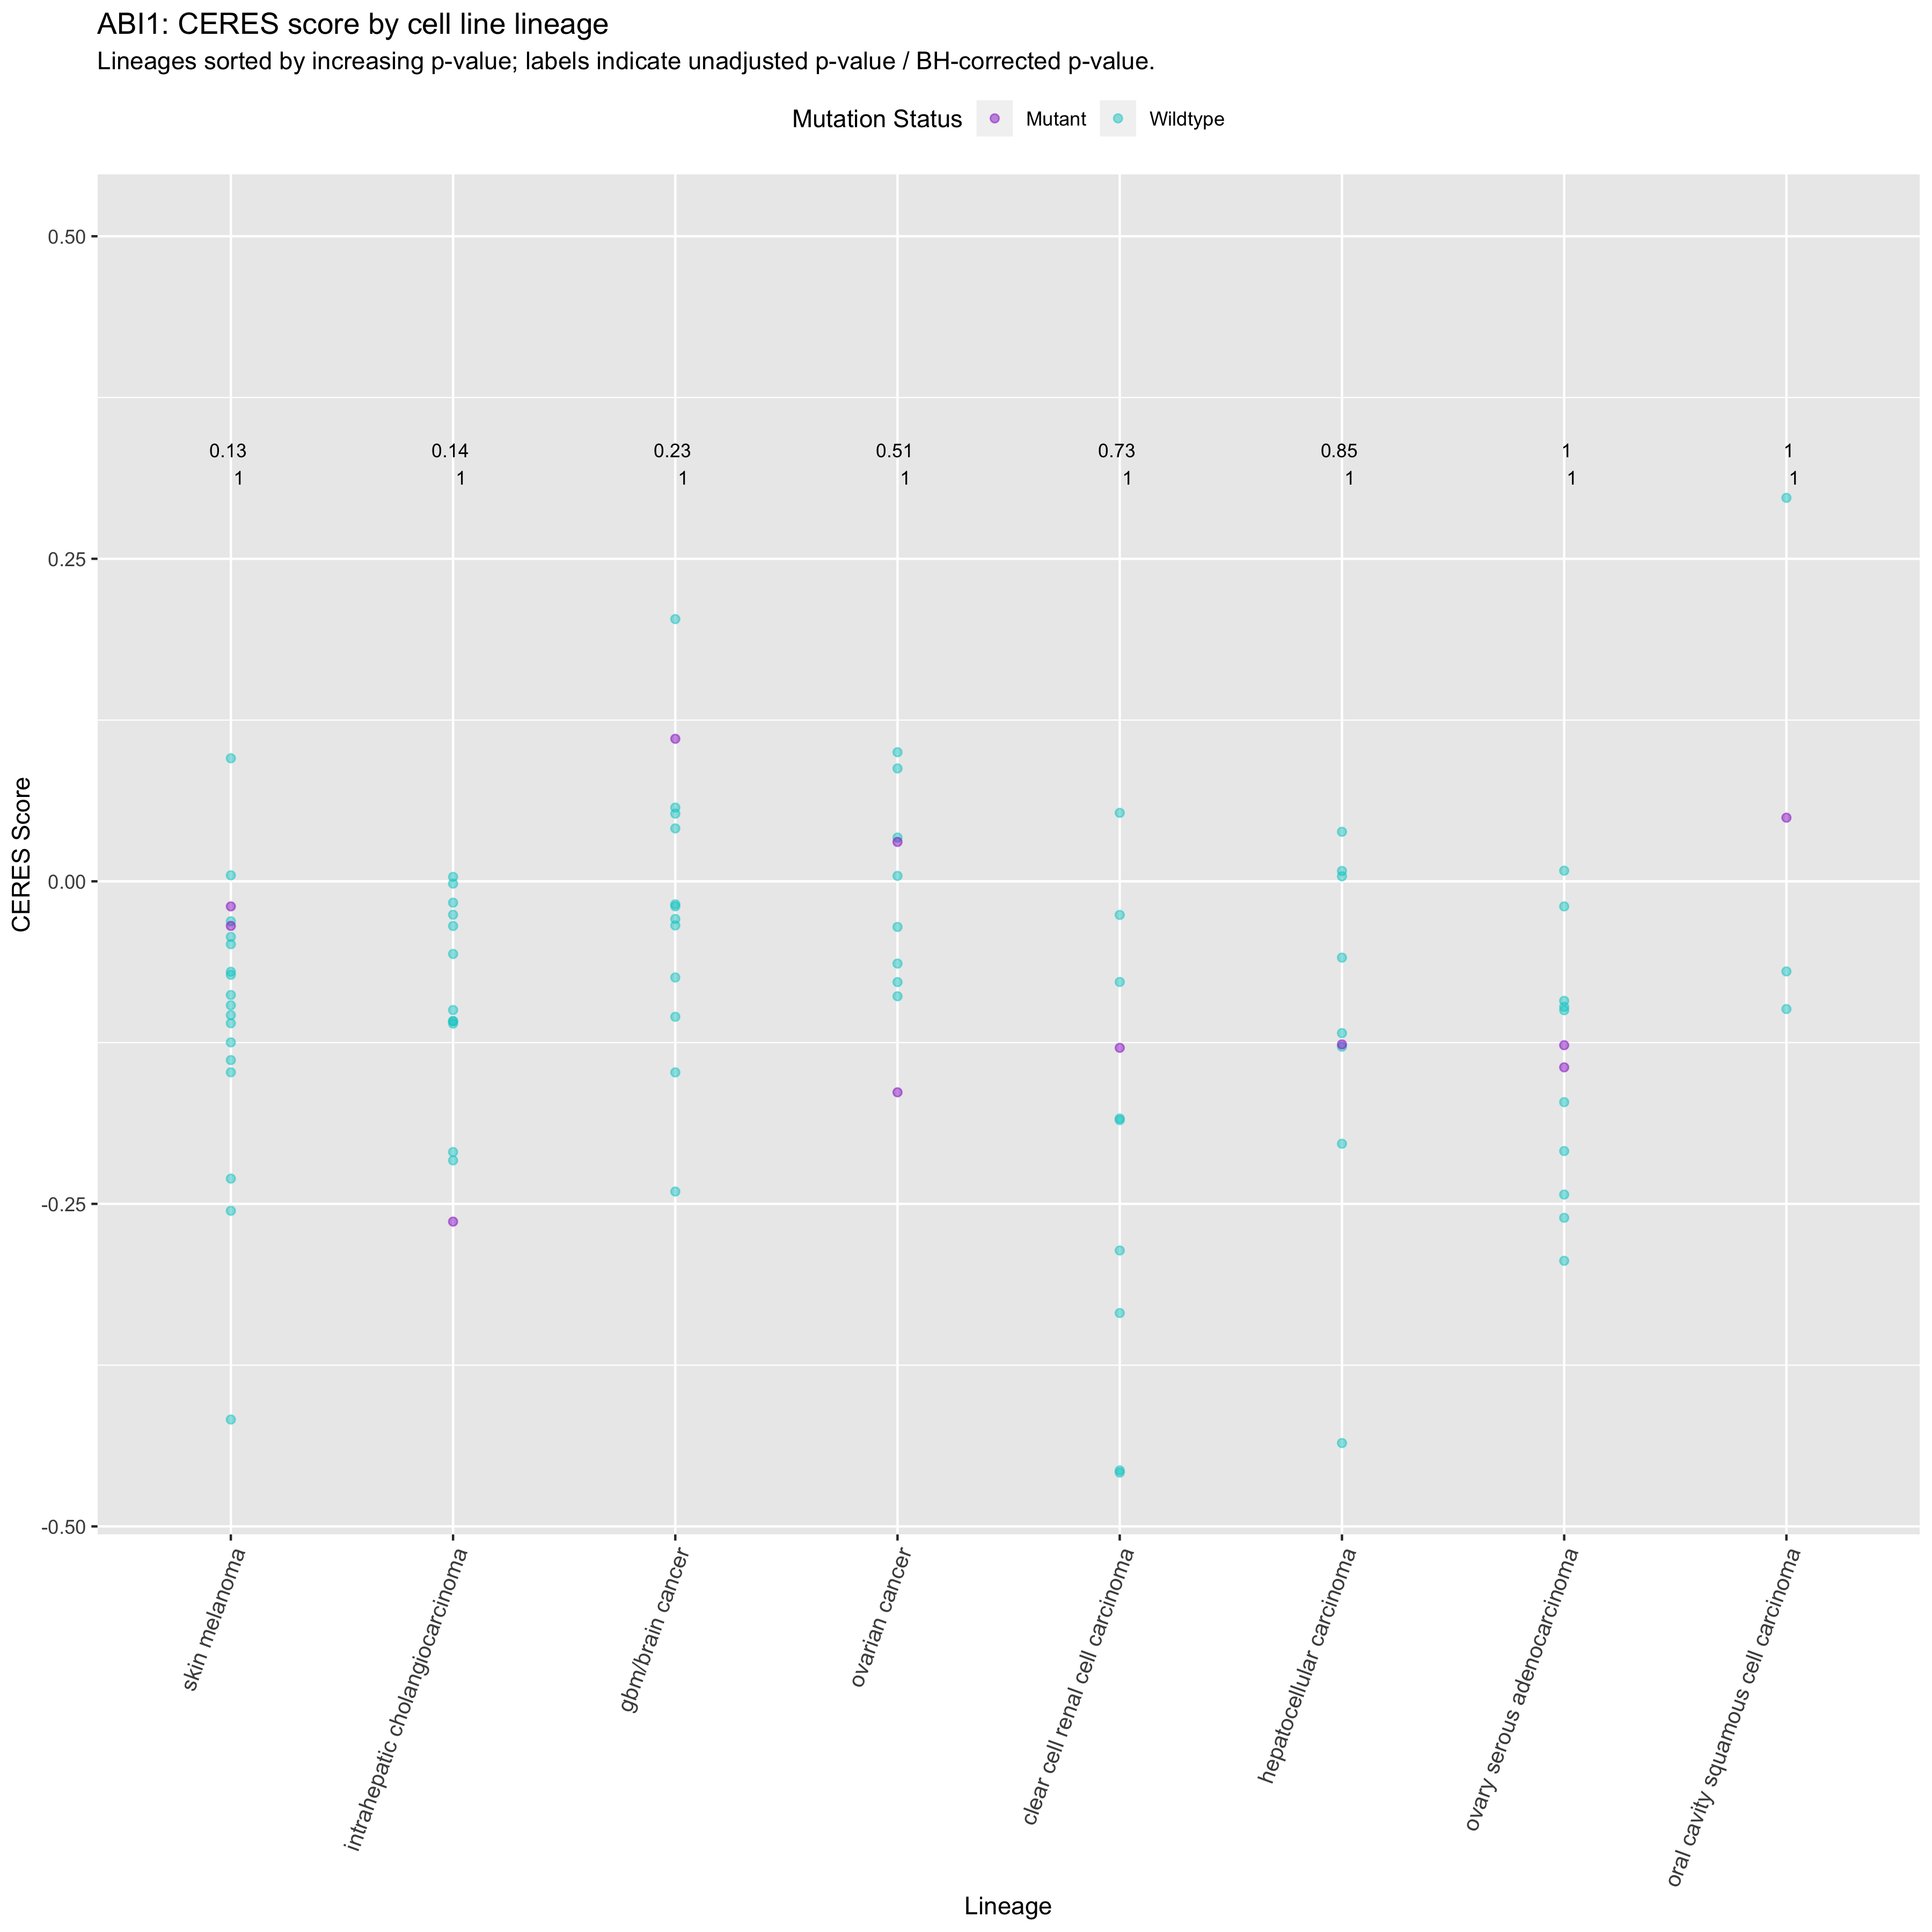 ABI1: CERES score by cell line lineage
Lineages sorted by increasing p-value; labels indicate unadjusted p-value / BH-corrected p-value.
Mutation Status Mutant Wildtype
0.50
0.13 0.14 0.23 0.51 0.73 0.85 1 1
1 1 1 1 1 1 1 1
0.25
0.00
-0.25
-0.50
CERES Score
skin melanoma
intrahepatic cholangiocarcinoma
gbm/brain cancer
ovarian cancer
clear cell renal cell carcinoma
hepatocellular carcinoma
ovary serous adenocarcinoma
oral cavity squamous cell carcinoma
Lineage